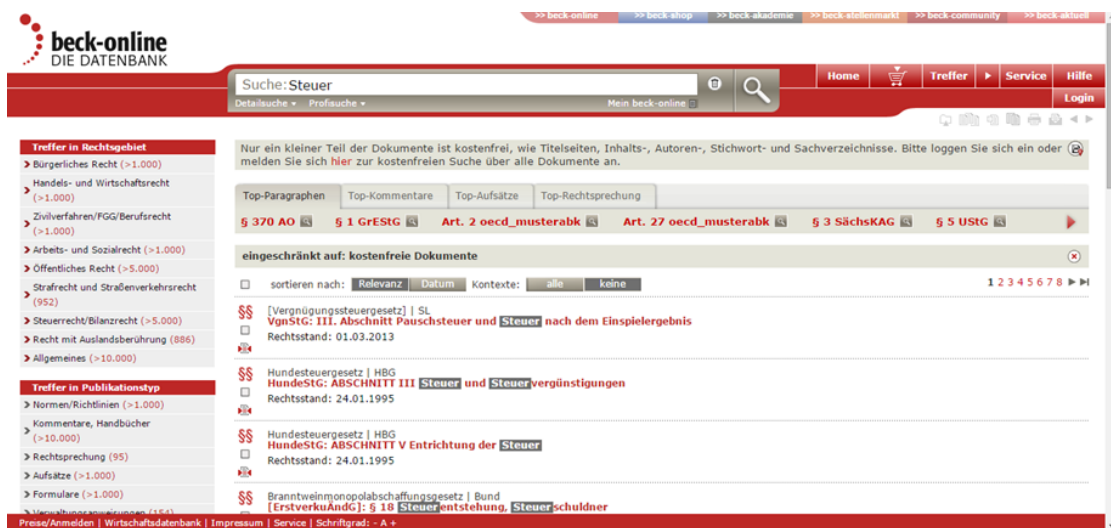 >> beck-online >> beck-shop >> beck-akademie >> beck-stellenmarkt >> beck-community >> beck-aktuell
beck-online
DIE DATENBANK
Suche: Steuer
Detailsuche Profisuche Mein beck-online
Home Treffer Service Hilfe
Login
Treffer in Rechtsgebiet
Bürgerliches Recht (>1.000)
Handels- und Wirtschaftsrecht
(>1.000)
Zivilverfahren/FGG/Berufsrecht
(>1.000)
Arbeits- und Sozialrecht (>1.000)
Öffentliches Recht (>5.000)
Strafrecht und Straßenverkehrsrecht
(952)
Steuerrecht/Bilanzrecht (>5.000)
Recht mit Auslandsberührung (886)
Allgemeines (>10.000)
Treffer in Publikationstyp
Normen/Richtlinien (>1.000)
Kommentare, Handbücher
(>10.000)
Rechtsprechung (95)
Aufsätze (>1.000)
Formulare (>1.000)
Verwaltungsanweisungen (154)
Nur ein kleiner Teil der Dokumente ist kostenfrei, wie Titelseiten, Inhalts-, Autoren-, Stichwort- und Sachverzeichnisse. Bitte loggen Sie sich ein oder
melden Sie sich hier zur kostenfreien Suche über alle Dokumente an.
Top-Paragraphen Top-Kommentare Top-Aufsätze Top-Rechtsprechung
§ 370 AO § 1 GrEStG Art. 2 oecd_musterabk Art. 27 oecd_musterabk § 3 SächsKAG § 5 UStG
eingeschränkt auf: kostenfreie Dokumente
sortieren nach: Relevanz Datum Kontexte: alle keine 1 2 3 4 5 6 7 8
§§ [Vergnügungssteuergesetz] | SL
VgnStG: III. Abschnitt Pauschsteuer und Steuer nach dem Einspielergebnis
Rechtsstand: 01.03.2013
§§ Hundesteuergesetz | HBG
HundeStG: ABSCHNITT III Steuer und Steuervergünstigungen
Rechtsstand: 24.01.1995
§§ Hundesteuergesetz | HBG
HundeStG: ABSCHNITT V Entrichtung der Steuer
Rechtsstand: 24.01.1995
§§ Branntweinmonopolabschaffungsgesetz | Bund
[ErstverkuÄndG]: § 18 Steuerentstehung, Steuerschuldner
Preise/Anmelden | Wirtschaftsdatenbank | Impressum | Service | Schriftgrad: - A +